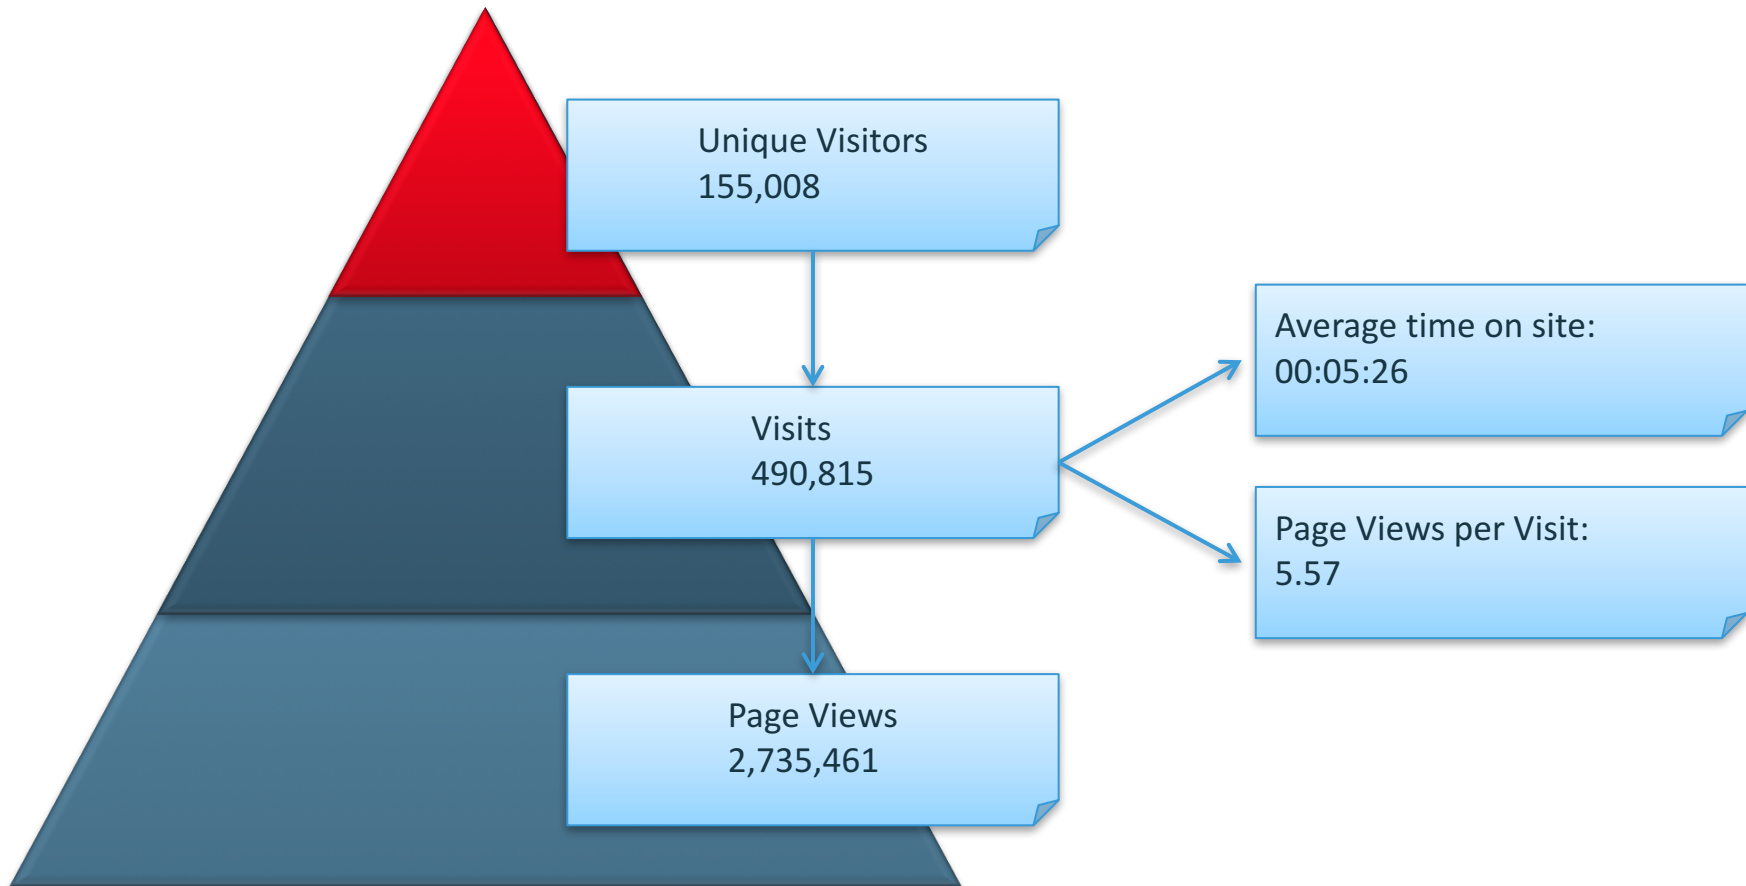 Unique Visitors
155,008
Average time on site:
00:05:26
Visits
490,815
Page Views per Visit:
5.57
Page Views
2,735,461